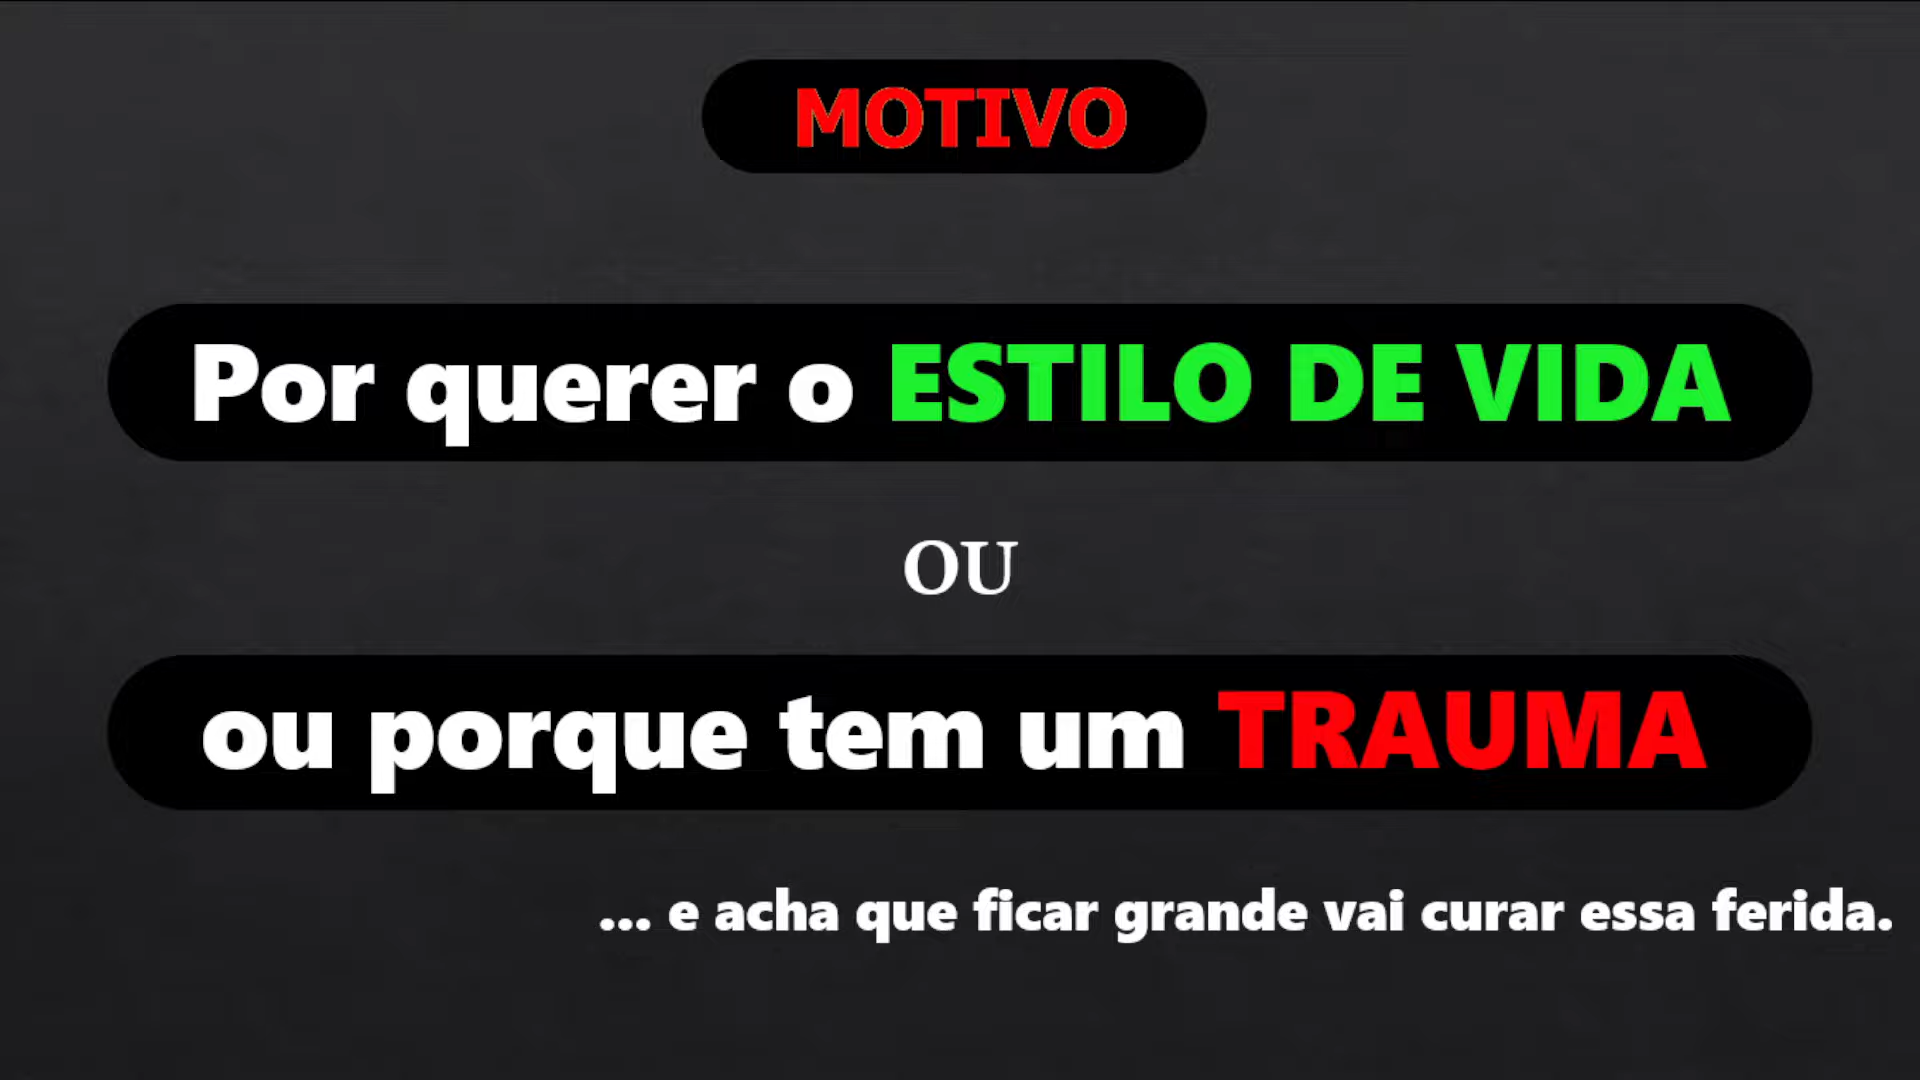 MOTIVO
Por querer o ESTILO DE VIDA
OU
ou porque tem um TRAUMA
... e acha que ficar grande vai curar essa ferida.